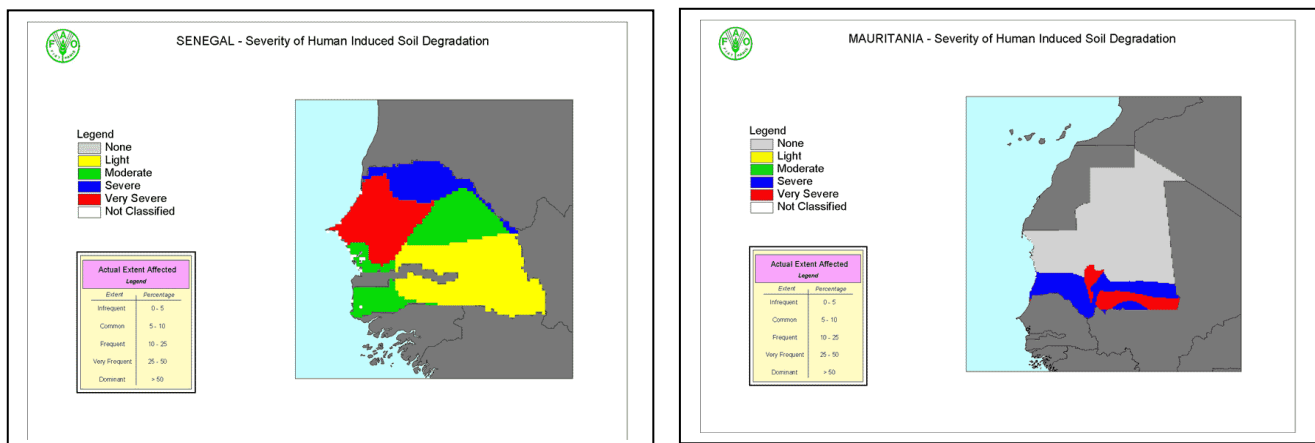 SENEGAL - Severity of Human Induced Soil Degradation
Legend
None
Light
Moderate
Severe
Very Severe
Not Classified
Actual Extent Affected
Legend
Extent Percentage
Infrequent 0 - 5
Common 5 - 10
Frequent 10 - 25
Very Frequent 25 - 50
Dominant > 50
MAURITANIA - Severity of Human Induced Soil Degradation
Legend
None
Light
Moderate
Severe
Very Severe
Not Classified
Actual Extent Affected
Legend
Extent Percentage
Infrequent 0 - 5
Common 5 - 10
Frequent 10 - 25
Very Frequent 25 - 50
Dominant > 50